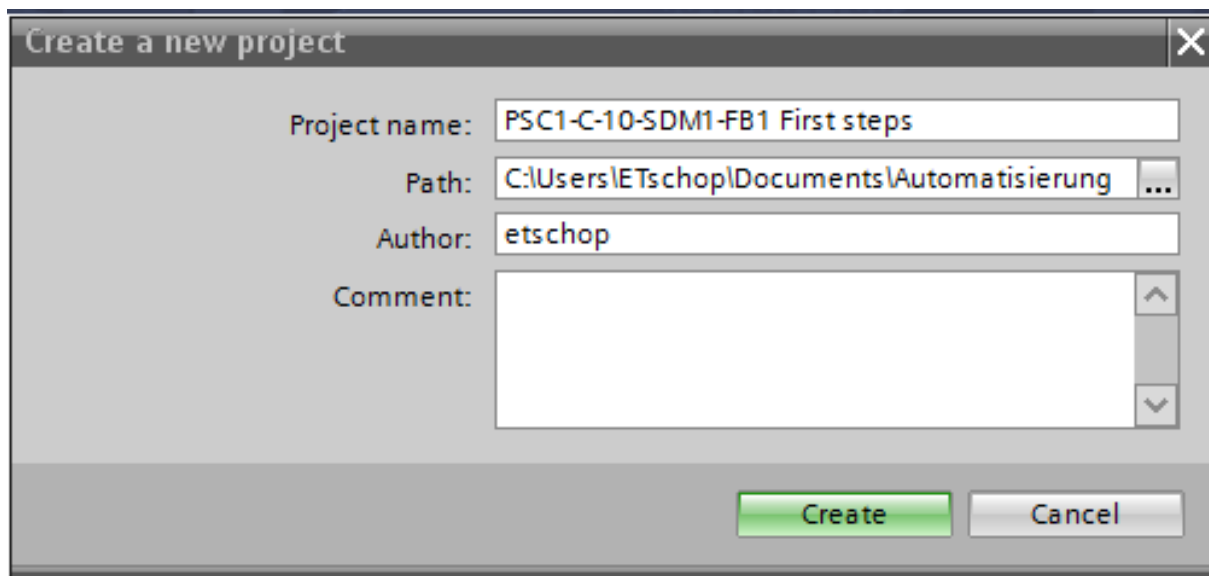 Create a new project
Project name: PSC1-C-10-SDM1-FB1 First steps
Path: C:\Users\ETschop\Documents\Automatisierung ...
Author: etschop
Comment:
Create Cancel